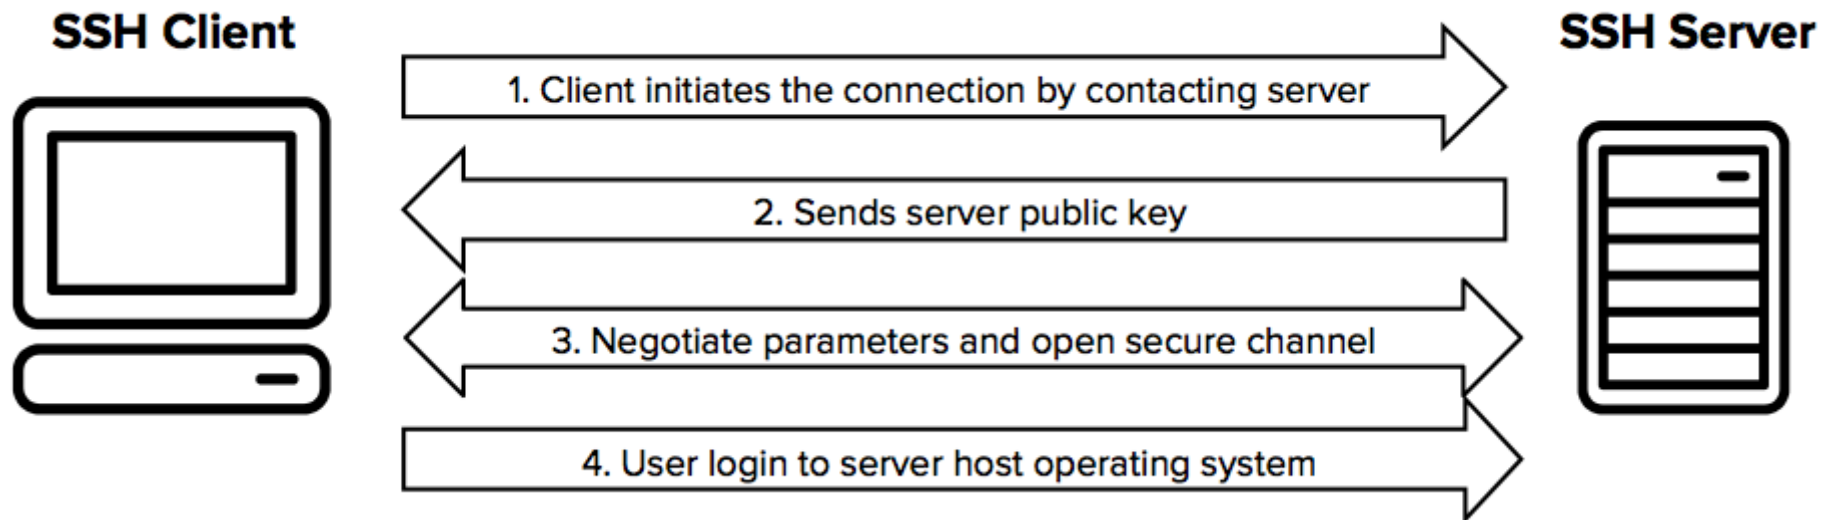 SSH Client
SSH Server
1. Client initiates the connection by contacting server
2. Sends server public key
3. Negotiate parameters and open secure channel
4. User login to server host operating system